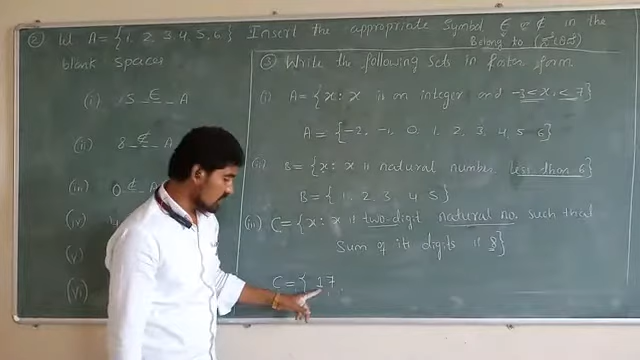 ② Let A = {1, 2, 3, 4, 5, 6} Insert the appropriate Symbol ∈ or ∉ in the
blank spaces
Belong to
(i) 5 _∈_ A
(ii) 8 _∉_ A
(iii) 0 _∉_ A
(iv) 4
(v)
(vi)
③ Write the following sets in roster form
(i) A = {x : x is an integer and -3 < x < 7}
A = {-2, -1, 0, 1, 2, 3, 4, 5, 6}
(ii) B = {x : x is natural number less than 6}
B = {1, 2, 3, 4, 5}
(iii) C = {x : x is two-digit natural no. such that
Sum of its digits is 8}
C = { 17,